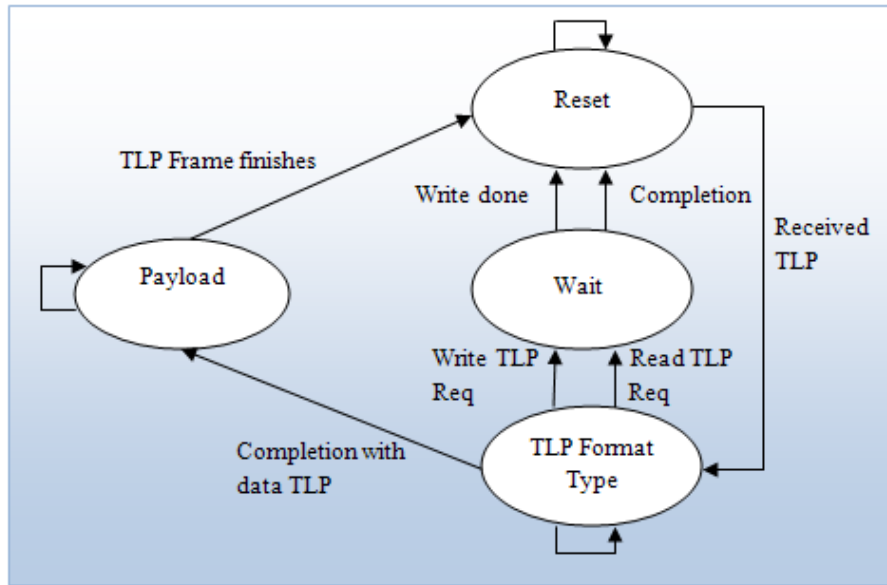 Reset
TLP Frame finishes
Write done
Completion
Received
TLP
Payload
Wait
Write TLP
Req
Read TLP
Req
Completion with
data TLP
TLP Format
Type